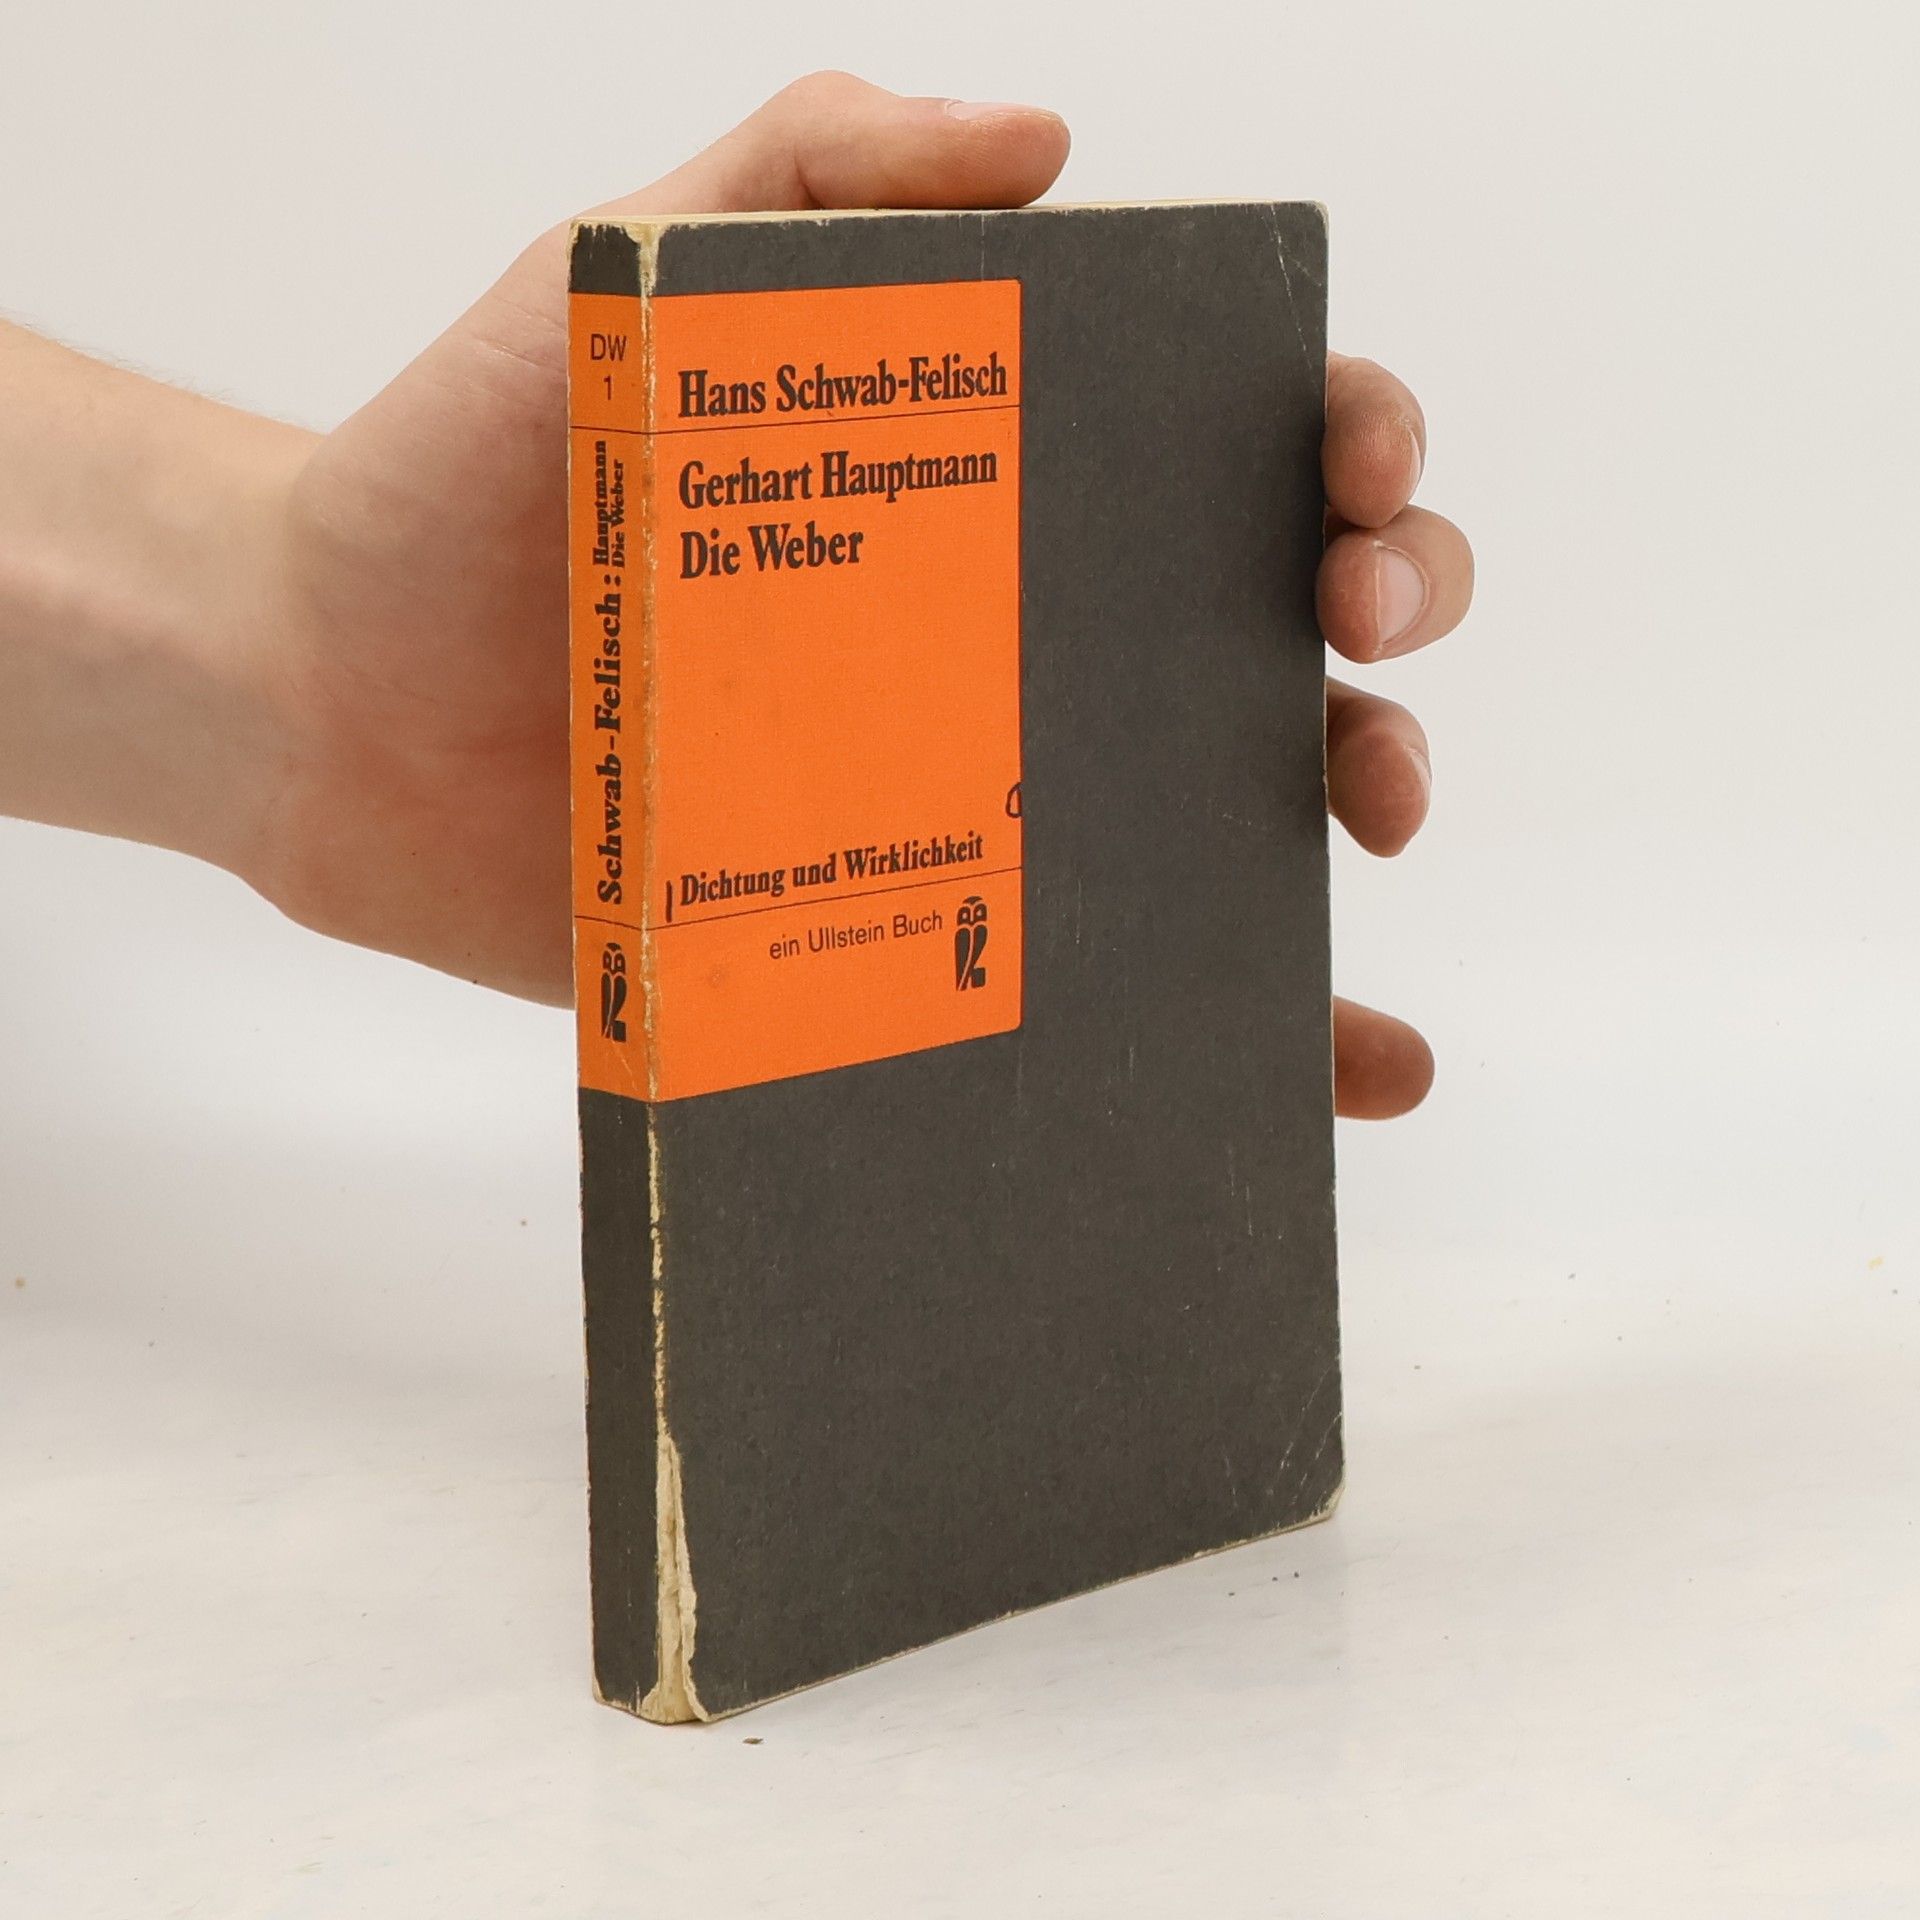 DW
1
Schwab-Felisch: Hauptmann
Die Weber
Hans Schwab-Felisch
Gerhart Hauptmann
Die Weber
Dichtung und Wirklichkeit
ein Ullstein Buch